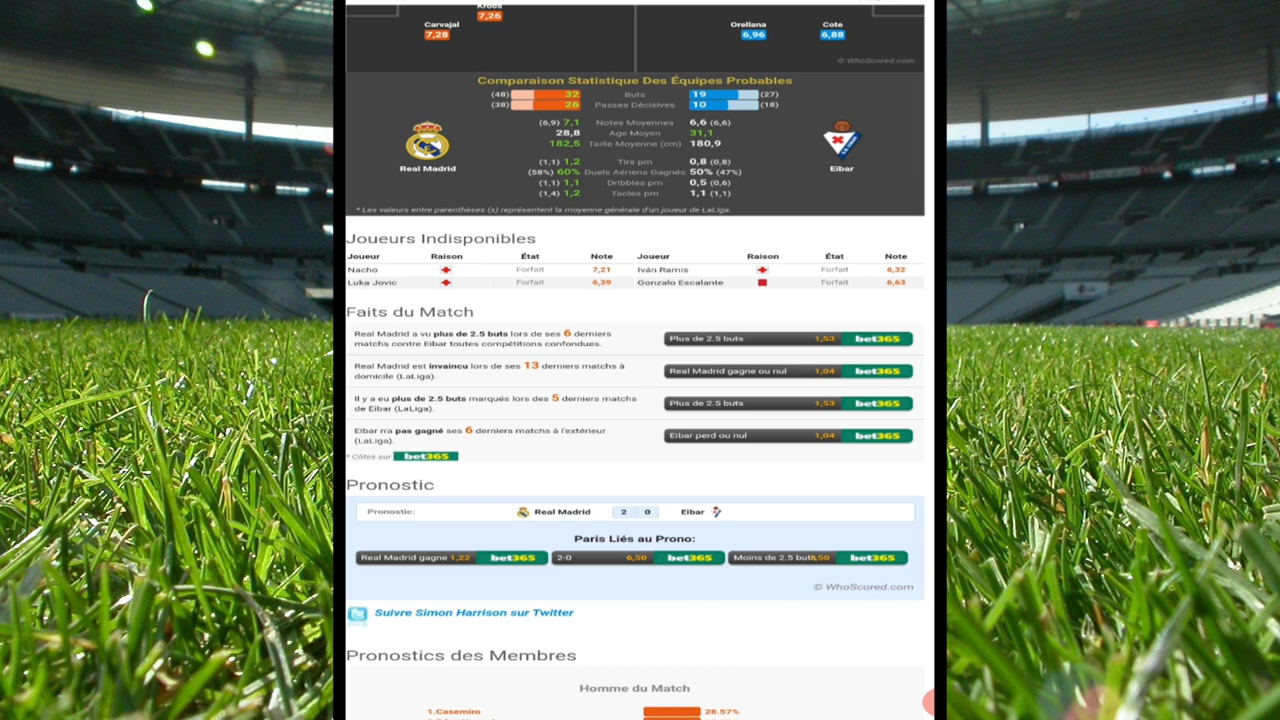 Kroos
7,26
Carvajal
7,28
Orellana
6,96
Cote
6,88
© WhoScored.com
Comparaison Statistique Des Équipes Probables
(48) 32 Buts 19 (27)
(38) 26 Passes Décisives 10 (18)
(6,9) 7,1 Notes Moyennes 6,6 (6,6)
28,8 Age Moyen 31,1
182,5 Taille Moyenne (cm) 180,9
Real Madrid
Eibar
(1,1) 1,2 Tirs pm 0,8 (0,8)
(58%) 60% Duels Aériens Gagnés 50% (47%)
(1,1) 1,1 Dribbles pm 0,5 (0,6)
(1,4) 1,2 Tacles pm 1,1 (1,1)
* Les valeurs entre parenthèses (x) représentent la moyenne générale d'un joueur de LaLiga.
Joueurs Indisponibles
Joueur Raison État Note Joueur Raison État Note
Nacho Forfait 7,21 Iván Ramis Forfait 6,32
Luka Jovic Forfait 6,39 Gonzalo Escalante Forfait 6,63
Faits du Match
Real Madrid a vu plus de 2.5 buts lors de ses 6 derniers
matchs contre Eibar toutes compétitions confondues.
Plus de 2.5 buts 1,53 bet365
Real Madrid est invaincu lors de ses 13 derniers matchs à
domicile (LaLiga).
Real Madrid gagne ou nul 1,04 bet365
Il y a eu plus de 2.5 buts marqués lors des 5 derniers matchs
de Eibar (LaLiga).
Plus de 2.5 buts 1,53 bet365
Eibar n'a pas gagné ses 6 derniers matchs à l'extérieur
(LaLiga).
Eibar perd ou nul 1,04 bet365
* Côtes sur bet365
Pronostic
Pronostic: Real Madrid 2 0 Eibar
Paris Liés au Prono:
Real Madrid gagne 1,22 bet365 2-0 6,50 bet365 Moins de 2.5 buts ,50 bet365
© WhoScored.com
Suivre Simon Harrison sur Twitter
Pronostics des Membres
Homme du Match
1.Casemiro 28.57%